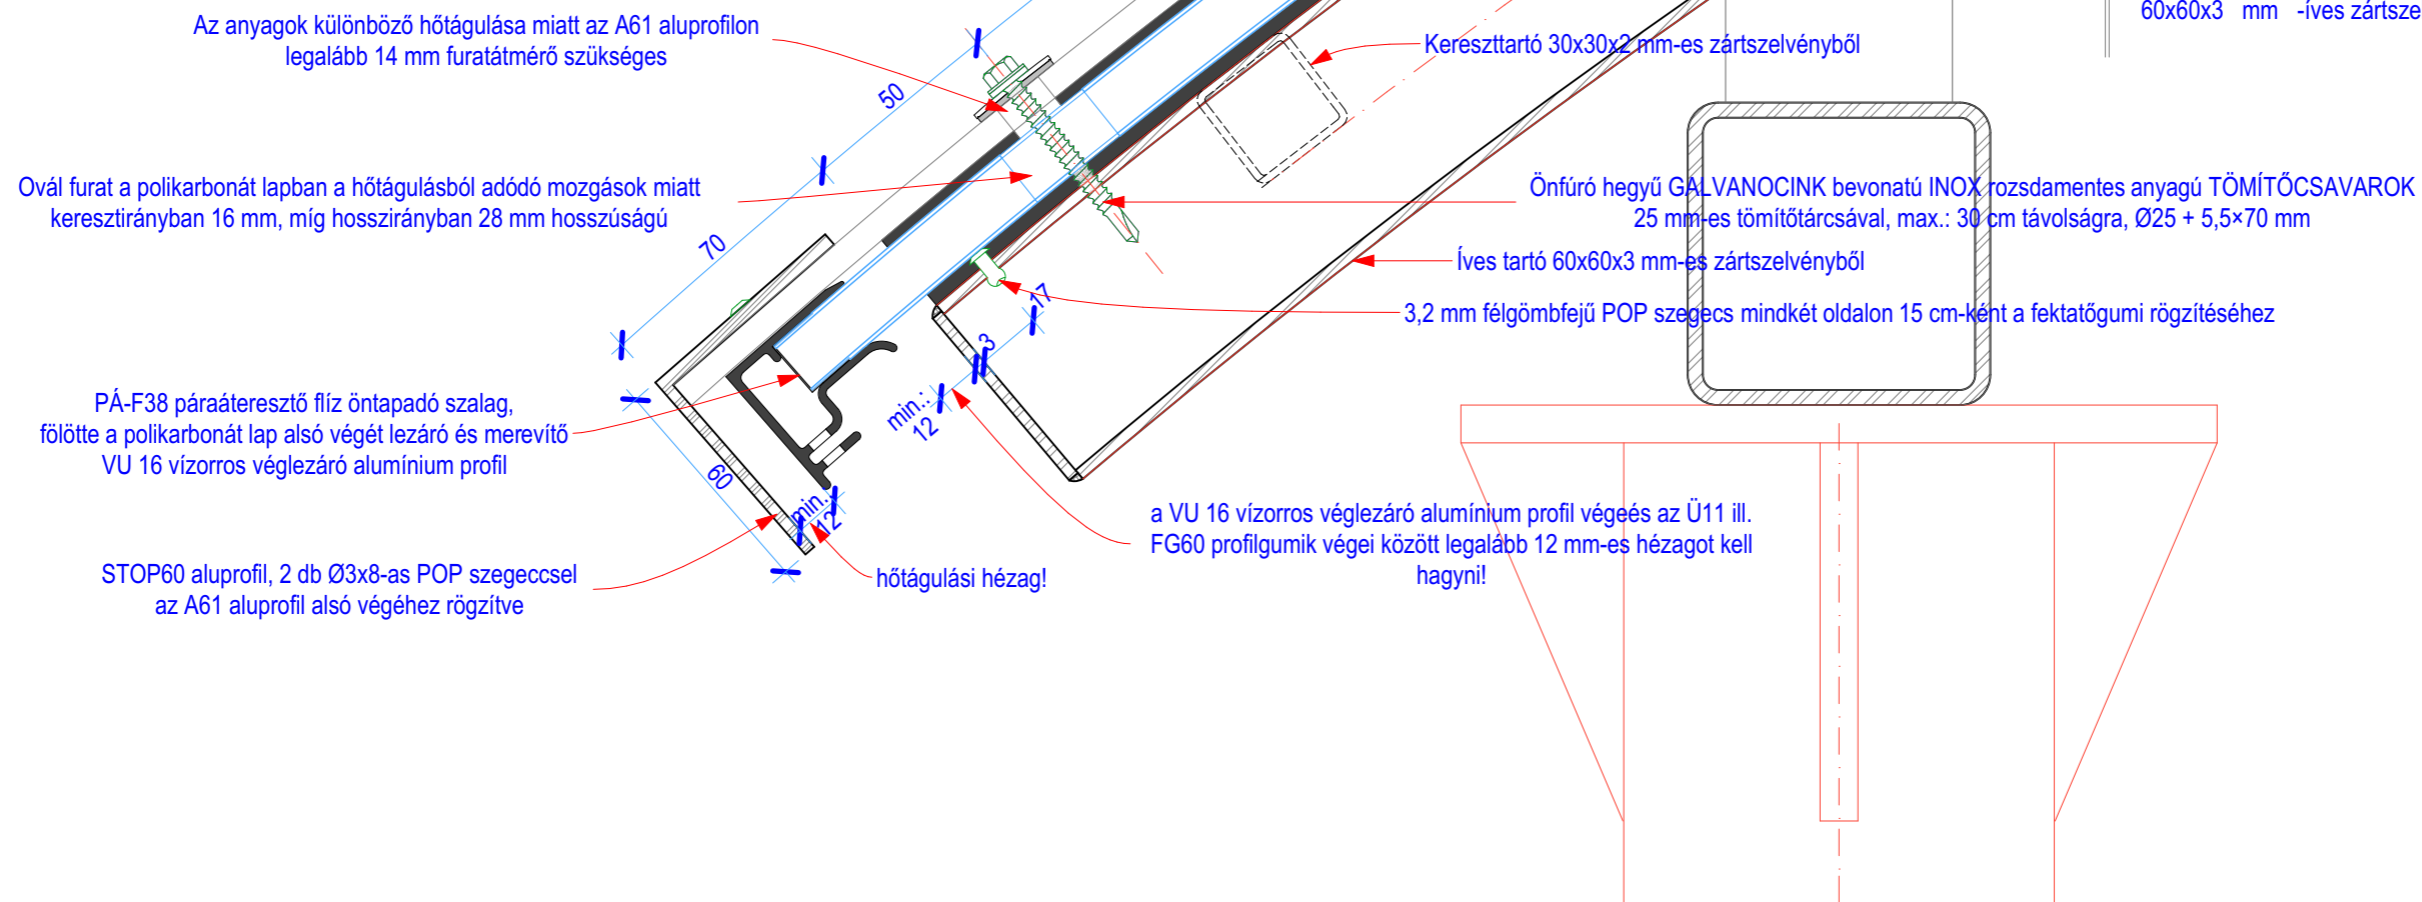 Az anyagok különböző hőtágulása miatt az A61 aluprofilon
legalább 14 mm furatátmérő szükséges
60x60x3 mm -íves zártsze
Kereszttartó 30x30x2 mm-es zártszelvényből
50
Ovál furat a polikarbonát lapban a hőtágulásból adódó mozgások miatt
keresztirányban 16 mm, míg hosszirányban 28 mm hosszúságú
Önfúró hegyű GALVANOCINK bevonatú INOX rozsdamentes anyagú TÖMÍTŐCSAVAROK
25 mm-es tömítőtárcsával, max.: 30 cm távolságra, Ø25 + 5,5×70 mm
70
Íves tartó 60x60x3 mm-es zártszelvényből
17
3,2 mm félgömbfejű POP szegecs mindkét oldalon 15 cm-ként a fektatőgumi rögzítéséhez
3
min.:
12
PÁ-F38 páraáteresztő flíz öntapadó szalag,
fölötte a polikarbonát lap alsó végét lezáró és merevítő
VU 16 vízorros véglezáró alumínium profil
60
min.:
12
a VU 16 vízorros véglezáró alumínium profil végeés az Ü11 ill.
FG60 profilgumik végei között legalább 12 mm-es hézagot kell
hagyni!
STOP60 aluprofil, 2 db Ø3x8-as POP szegeccsel
az A61 aluprofil alsó végéhez rögzítve
hőtágulási hézag!